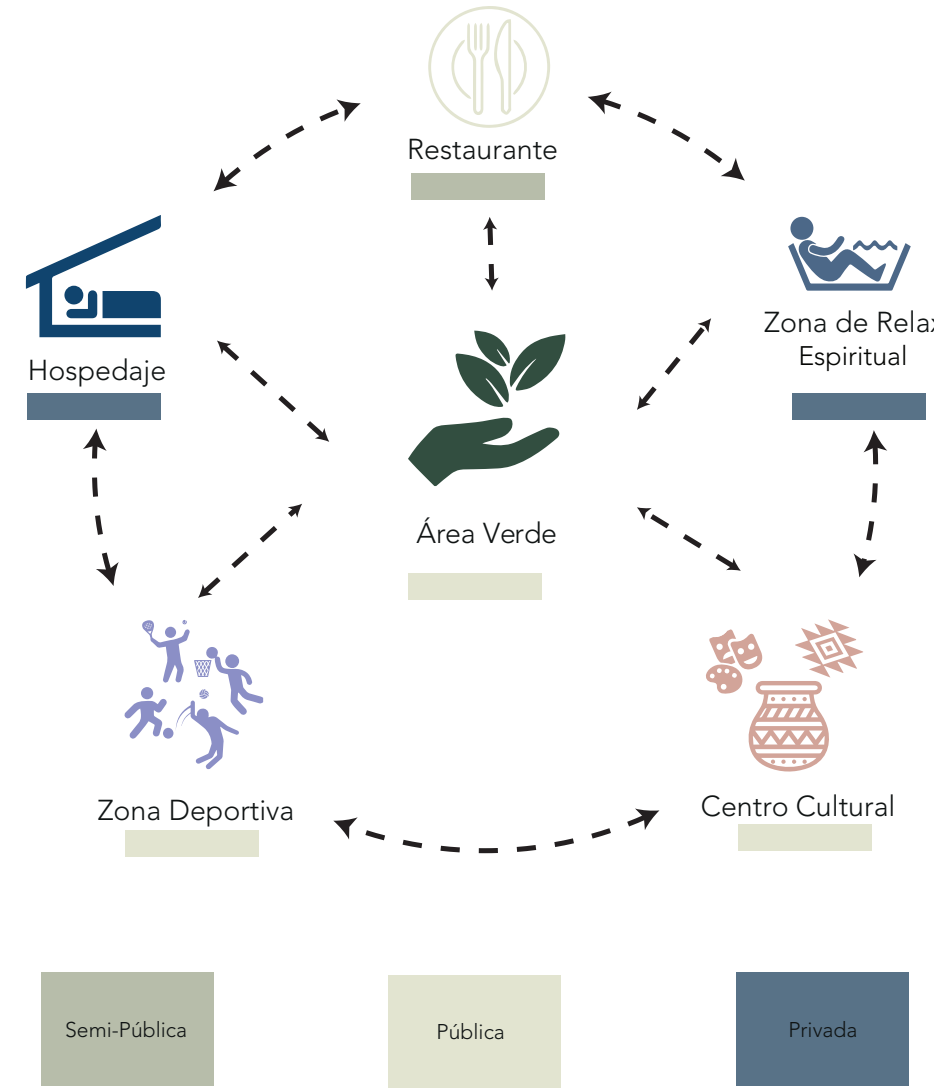 Restaurante
Hospedaje
Zona de Relax
Espiritual
Área Verde
Zona Deportiva
Centro Cultural
Semi-Pública
Pública
Privada